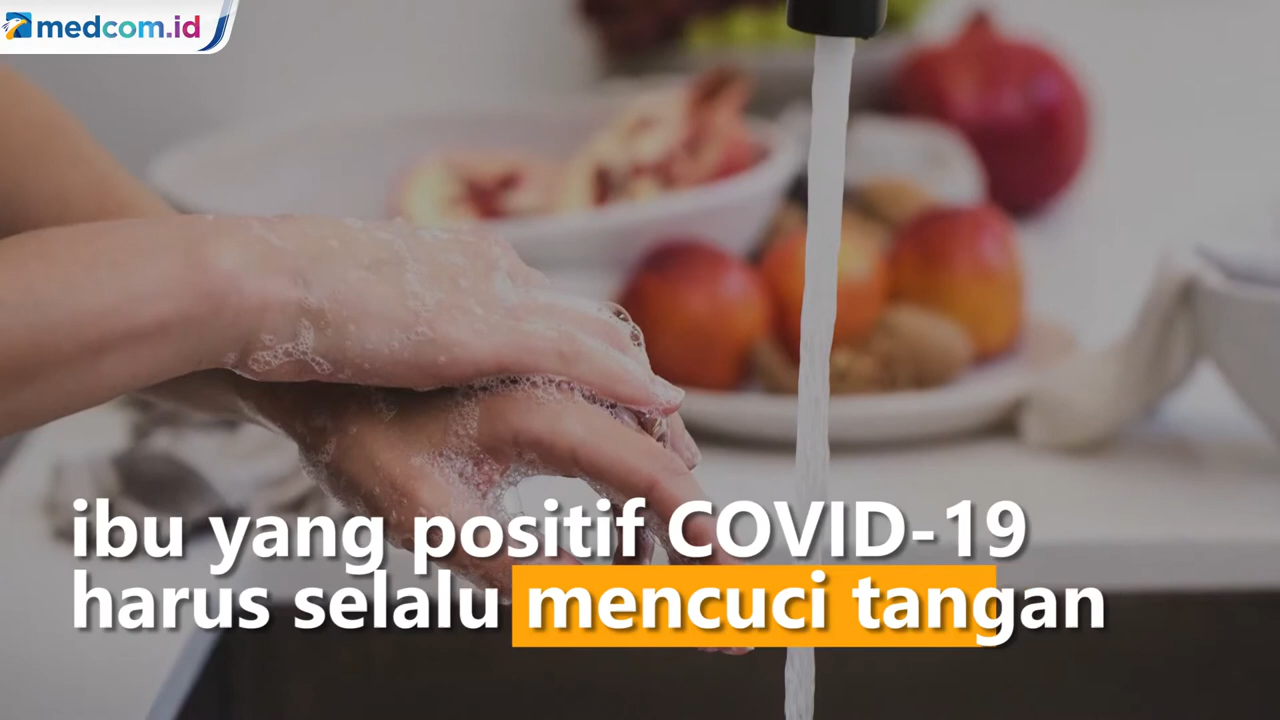 medcom.id
ibu yang positif COVID-19
harus selalu mencuci tangan